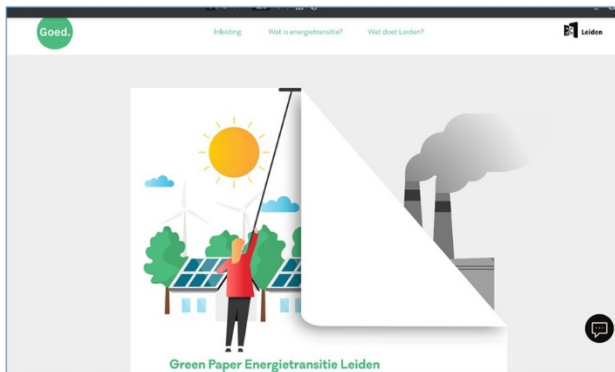 Goed.
Inleiding
Wat is energietransitie?
Wat doet Leiden?
Leiden
Green Paper Energietransitie Leiden